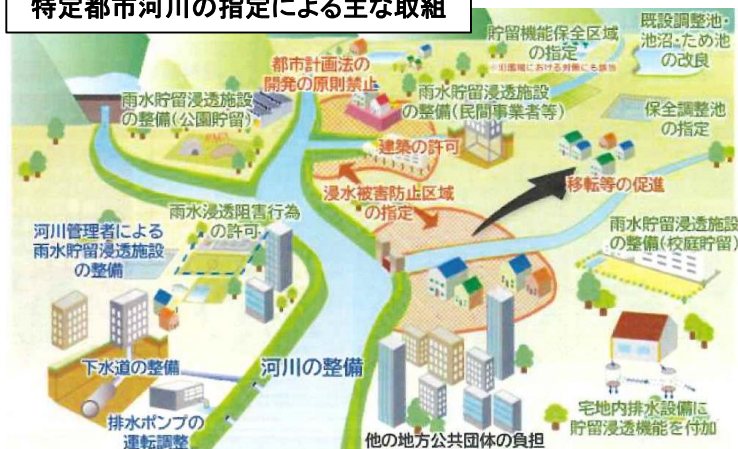 特定都市河川の指定による主な取組
貯留機能保全区域
の指定
既設調整池・
池沼・ため池
の改良
都市計画法の
開発の原則禁止
雨水貯留浸透施設
の整備(公園貯留)
雨水貯留浸透施設
の整備(民間事業者等)
保全調整池
の指定
建築の許可
浸水被害防止区域
の指定
移転等の促進
雨水浸透阻害行為
の許可
河川管理者による
雨水貯留浸透施設
の整備
雨水貯留浸透施設
の整備(校庭貯留)
下水道の整備
河川の整備
排水ポンプの
運転調整
他の地方公共団体の負担
宅地内排水設備に
貯留浸透機能を付加